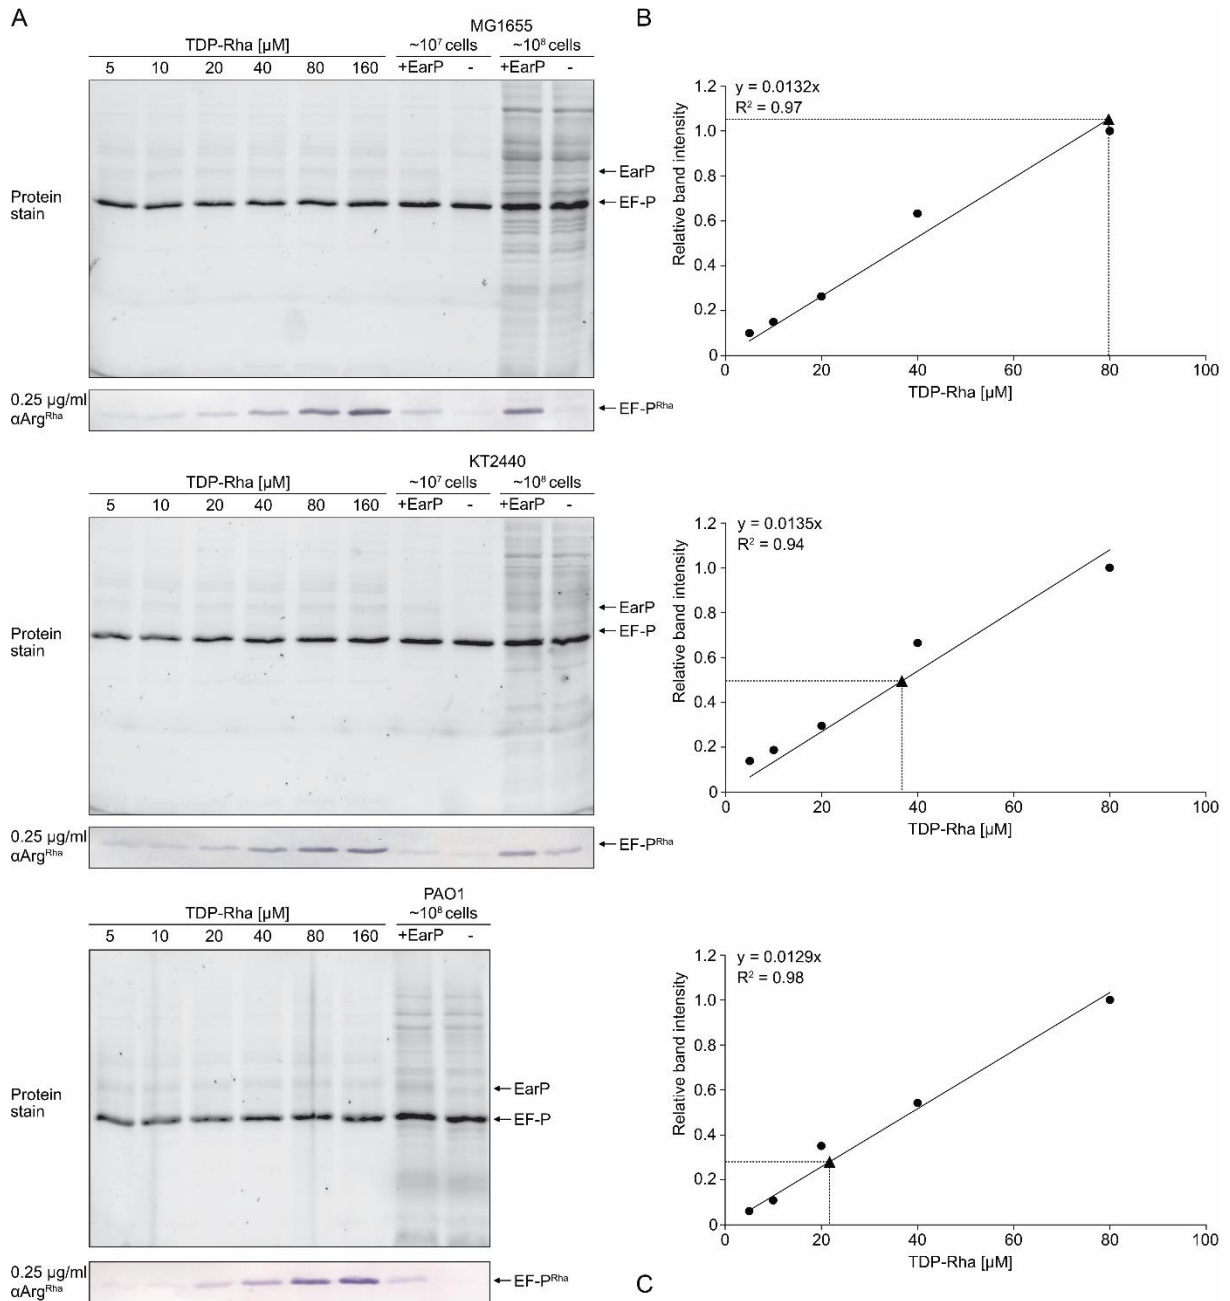 A
MG1655
TDP-Rha [µM] ~10⁷ cells ~10⁸ cells
5 10 20 40 80 160 +EarP - +EarP -
Protein
stain
EarP
EF-P
0.25 µg/ml
αArgᴿʰᵃ
EF-Pᴿʰᵃ
KT2440
TDP-Rha [µM] ~10⁷ cells ~10⁸ cells
5 10 20 40 80 160 +EarP - +EarP -
Protein
stain
EarP
EF-P
0.25 µg/ml
αArgᴿʰᵃ
EF-Pᴿʰᵃ
PAO1
TDP-Rha [µM] ~10⁸ cells
5 10 20 40 80 160 +EarP -
Protein
stain
EarP
EF-P
0.25 µg/ml
αArgᴿʰᵃ
EF-Pᴿʰᵃ
B
y = 0.0132x
R² = 0.97
Relative band intensity
1.2
1.0
0.8
0.6
0.4
0.2
0
0 20 40 60 80 100
TDP-Rha [µM]
y = 0.0135x
R² = 0.94
Relative band intensity
1.2
1.0
0.8
0.6
0.4
0.2
0
0 20 40 60 80 100
TDP-Rha [µM]
y = 0.0129x
R² = 0.98
Relative band intensity
1.2
1.0
0.8
0.6
0.4
0.2
0
0 20 40 60 80 100
TDP-Rha [µM]
C